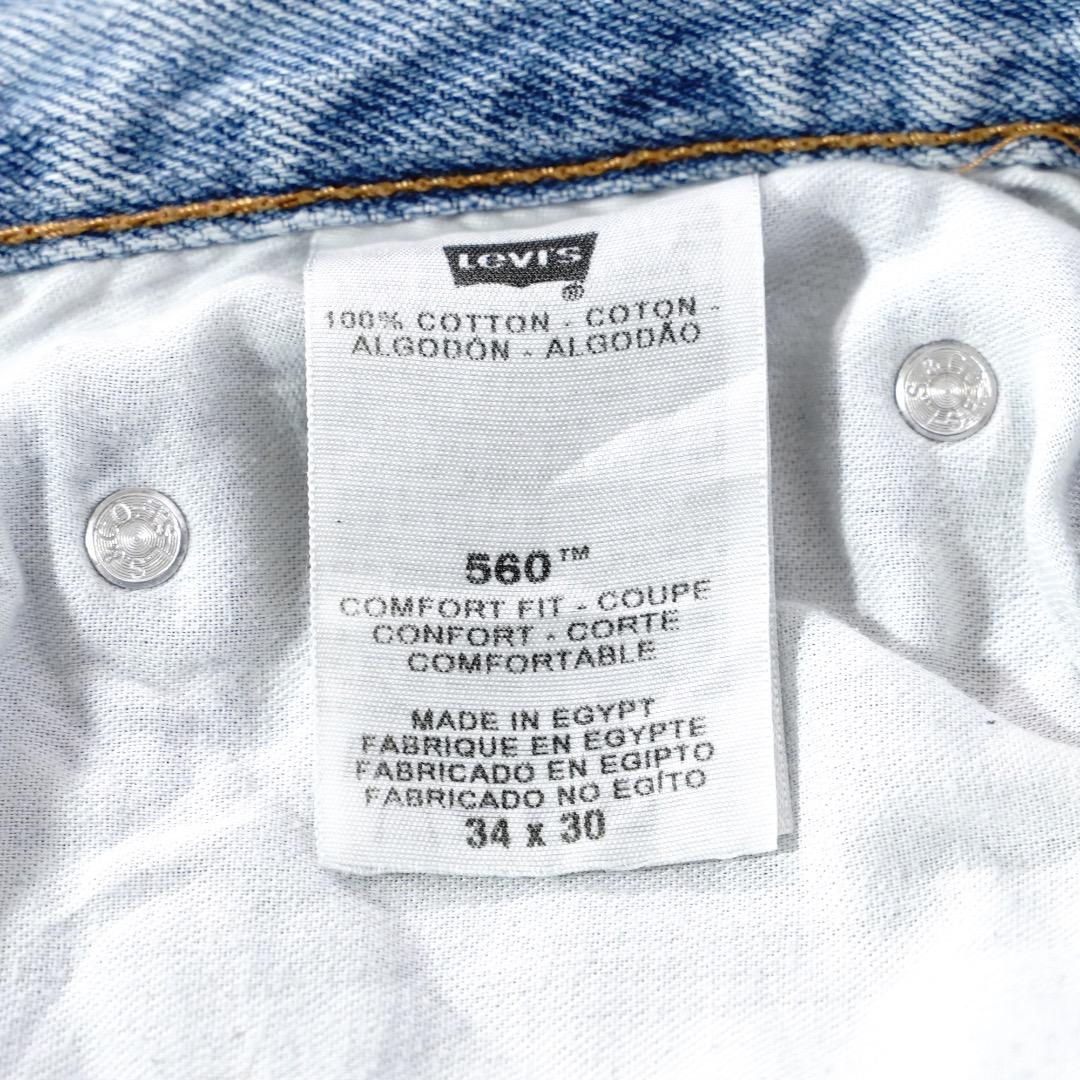 LEVI'S
®
100% COTTON - COTON -
ALGODÓN - ALGODÃO
560™
COMFORT FIT - COUPE
CONFORT - CORTE
COMFORTABLE
MADE IN EGYPT
FABRIQUE EN EGYPTE
FABRICADO EN EGIPTO
FABRICADO NO EGÍTO
34 x 30